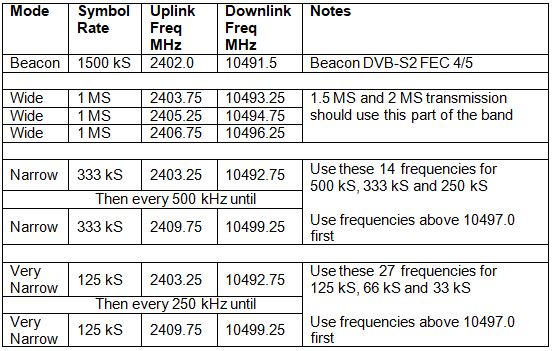 Mode Symbol Rate Uplink Freq MHz Downlink Freq MHz Notes
Beacon 1500 kS 2402.0 10491.5 Beacon DVB-S2 FEC 4/5
Wide 1 MS 2403.75 10493.25 1.5 MS and 2 MS transmission
Wide 1 MS 2405.25 10494.75 should use this part of the band
Wide 1 MS 2406.75 10496.25
Narrow 333 kS 2403.25 10492.75 Use these 14 frequencies for
500 kS, 333 kS and 250 kS
Then every 500 kHz until
Narrow 333 kS 2409.75 10499.25 Use frequencies above 10497.0
first
Very Narrow 125 kS 2403.25 10492.75 Use these 27 frequencies for
125 kS, 66 kS and 33 kS
Then every 250 kHz until
Very Narrow 125 kS 2409.75 10499.25 Use frequencies above 10497.0
first